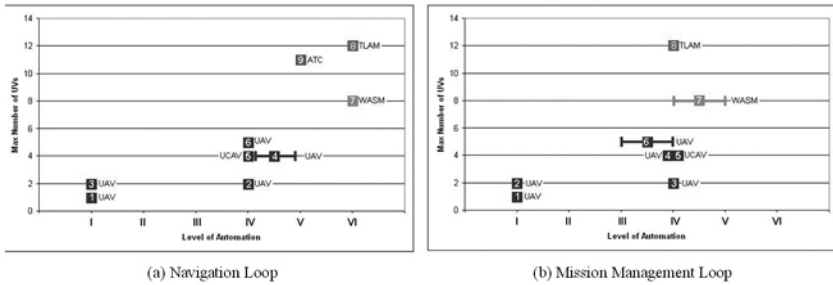 14
12
10
8
6
4
2
0
Max Number of UVs
8 TLAM
9 ATC
7 WASM
6 UAV
UCAV 5 4 UAV
3 UAV
2 UAV
1 UAV
I II III IV V VI
Level of Automation
(a) Navigation Loop
14
12
10
8
6
4
2
0
Max Number of UVs
8 TLAM
7 WASM
6 UAV
UAV 4 5 UCAV
2 UAV
3 UAV
1 UAV
I II III IV V VI
Level of Automation
(b) Mission Management Loop